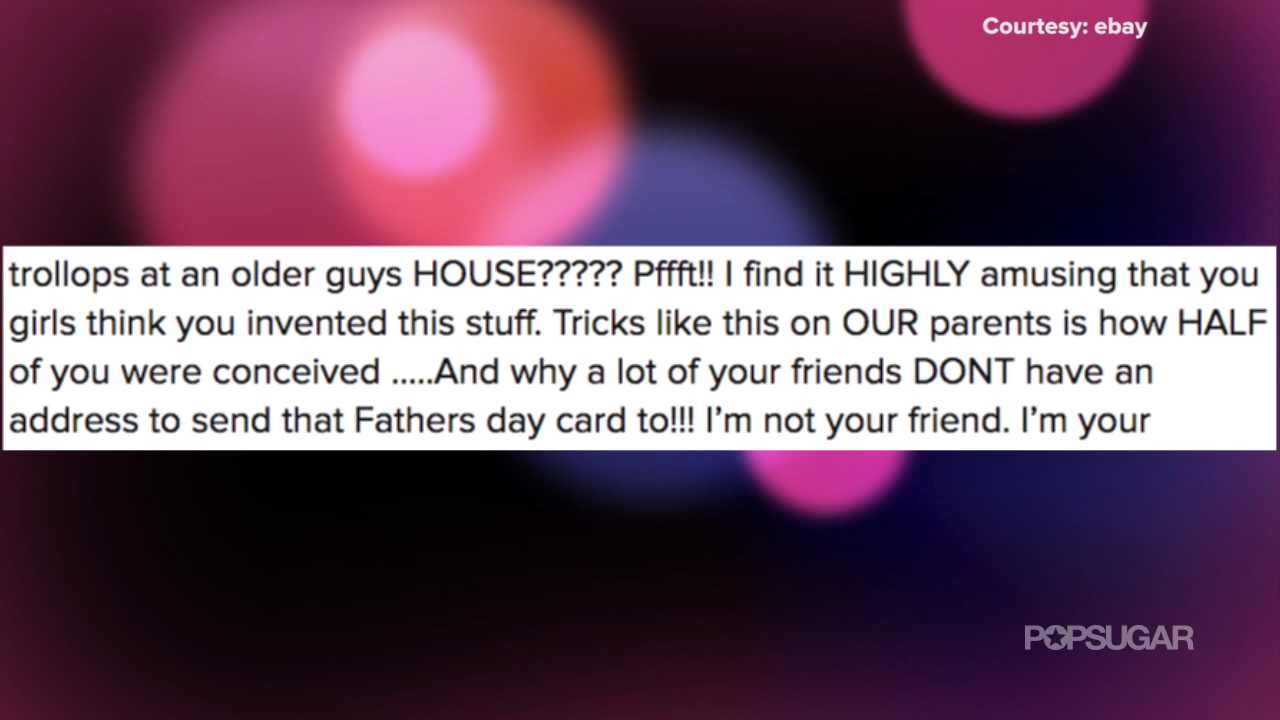 Courtesy: ebay
trollops at an older guys HOUSE????? Pffft!! I find it HIGHLY amusing that you
girls think you invented this stuff. Tricks like this on OUR parents is how HALF
of you were conceived .....And why a lot of your friends DONT have an
address to send that Fathers day card to!!! I’m not your friend. I’m your
POPSUGAR